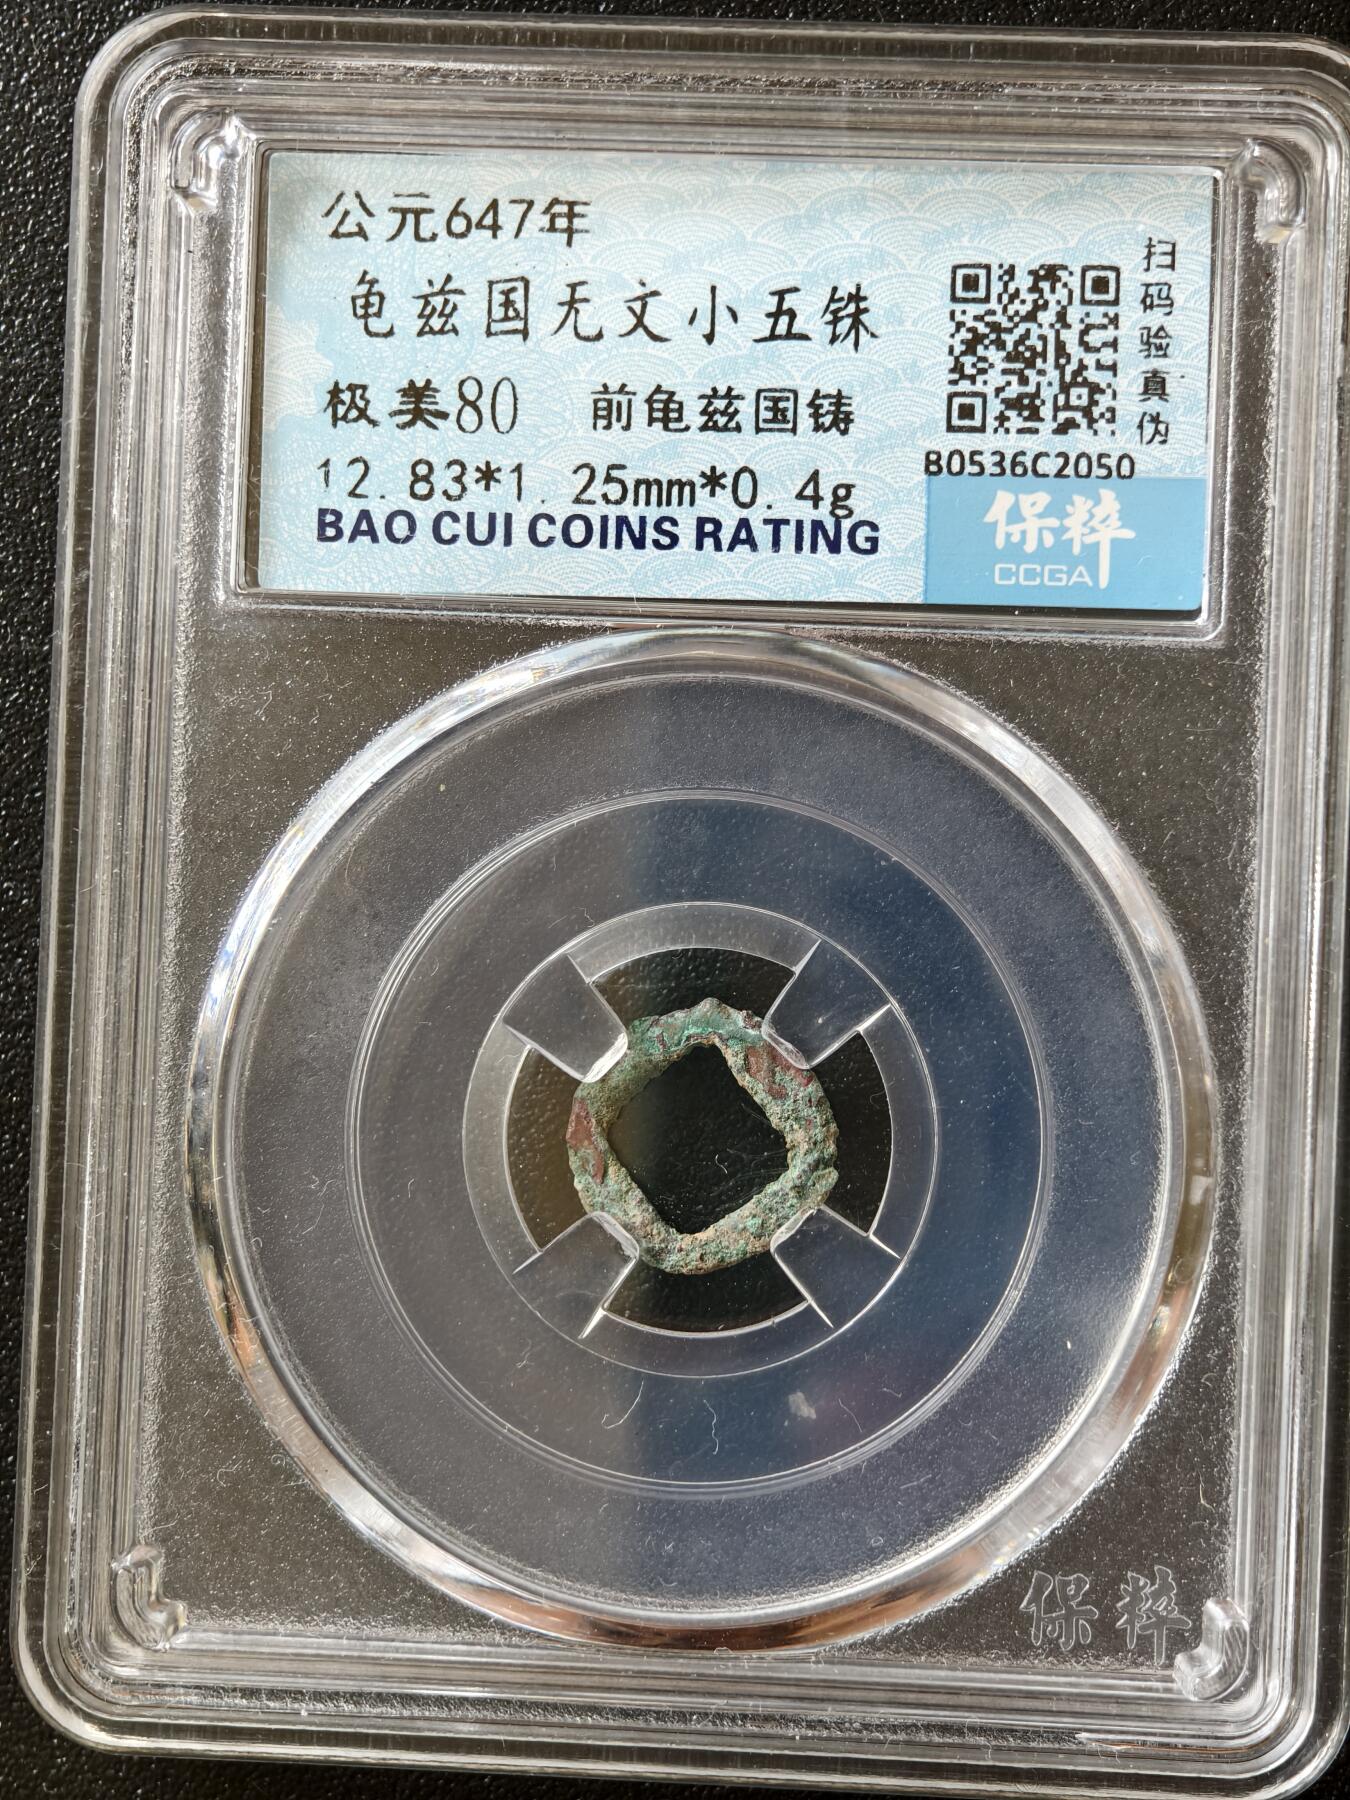 公元647年
龟兹国无文小五铢
极美80 前龟兹国铸
12.83*1.25mm*0.4g
BAO CUI COINS RATING
扫码验真伪
B0536C2050
保粹
CCGA
保粹